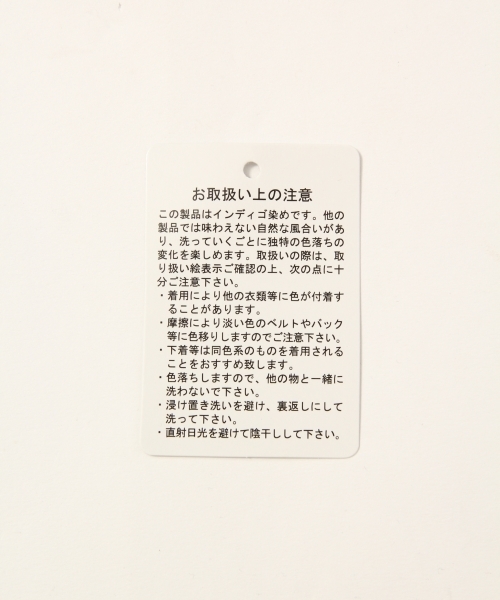 お取扱い上の注意
この製品はインディゴ染めです。他の
製品では味わえない自然な風合いがあ
り、洗っていくごとに独特の色落ちの
変化を楽しめます。取扱いの際は、取
り扱い絵表示ご確認の上、次の点に十
分ご注意下さい。
・着用により他の衣類等に色が付着す
ることがあります。
・摩擦により淡い色のベルトやバック
等に色移りしますのでご注意下さい。
・下着等は同色系のものを着用される
ことをおすすめ致します。
・色落ちしますので、他の物と一緒に
洗わないで下さい。
・浸け置き洗いを避け、裏返しにして
洗って下さい。
・直射日光を避けて陰干しして下さい。